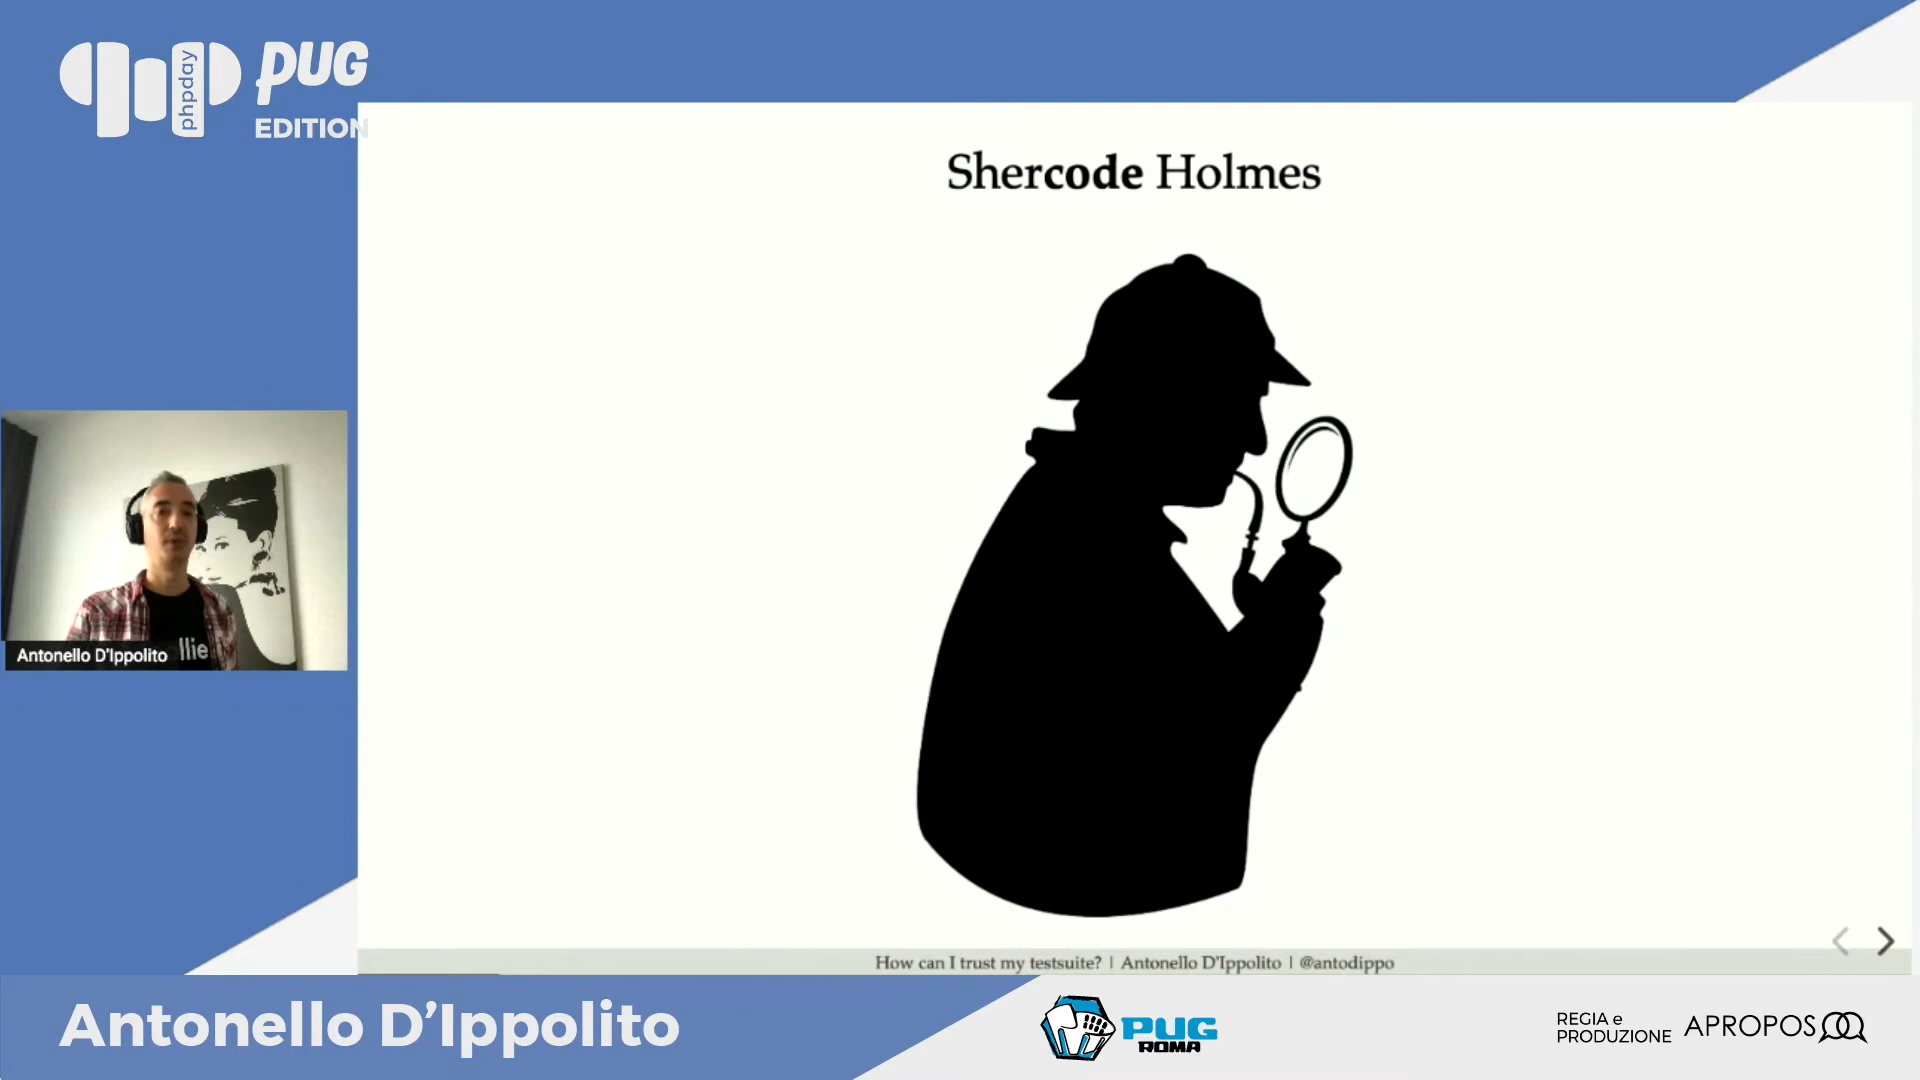 phpday
PUG
EDITION
Shercode Holmes
Antonello D'Ippolito
llie
How can I trust my testsuite? | Antonello D'Ippolito | @antodippo
Antonello D’Ippolito
PUG
ROMA
REGIA e
PRODUZIONE
APROPOS